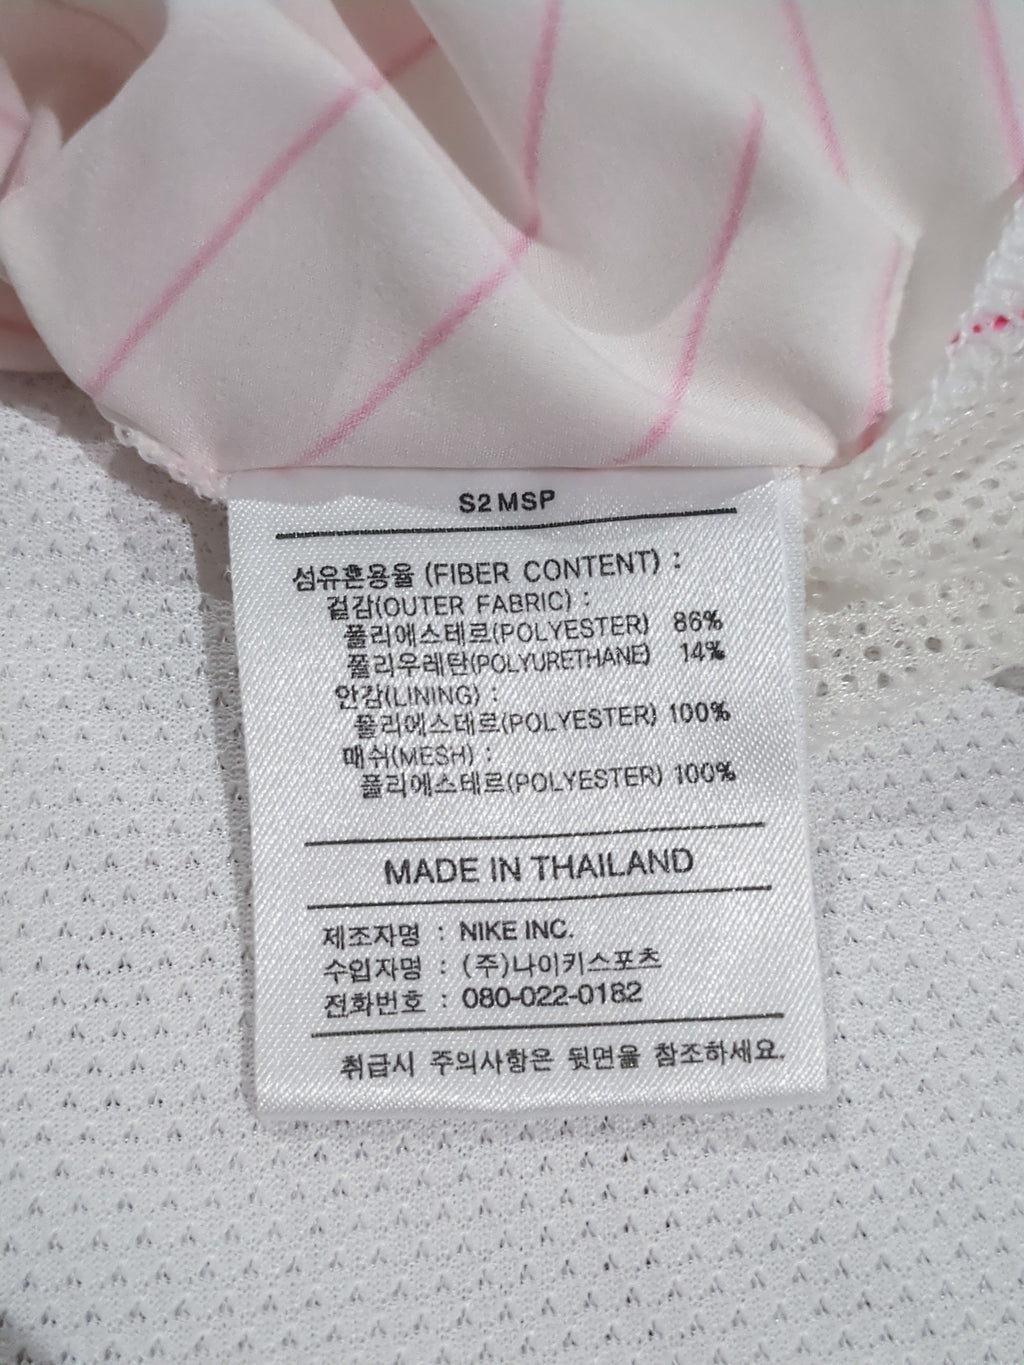 S2 MSP
섬유혼용율 (FIBER CONTENT) :
겉감(OUTER FABRIC) :
폴리에스테르(POLYESTER) 86%
폴리우레탄(POLYURETHANE) 14%
안감(LINING) :
폴리에스테르(POLYESTER) 100%
매쉬(MESH) :
폴리에스테르(POLYESTER) 100%
MADE IN THAILAND
제조자명 : NIKE INC.
수입자명 : (주)나이키스포츠
전화번호 : 080-022-0182
취급시 주의사항은 뒷면을 참조하세요.